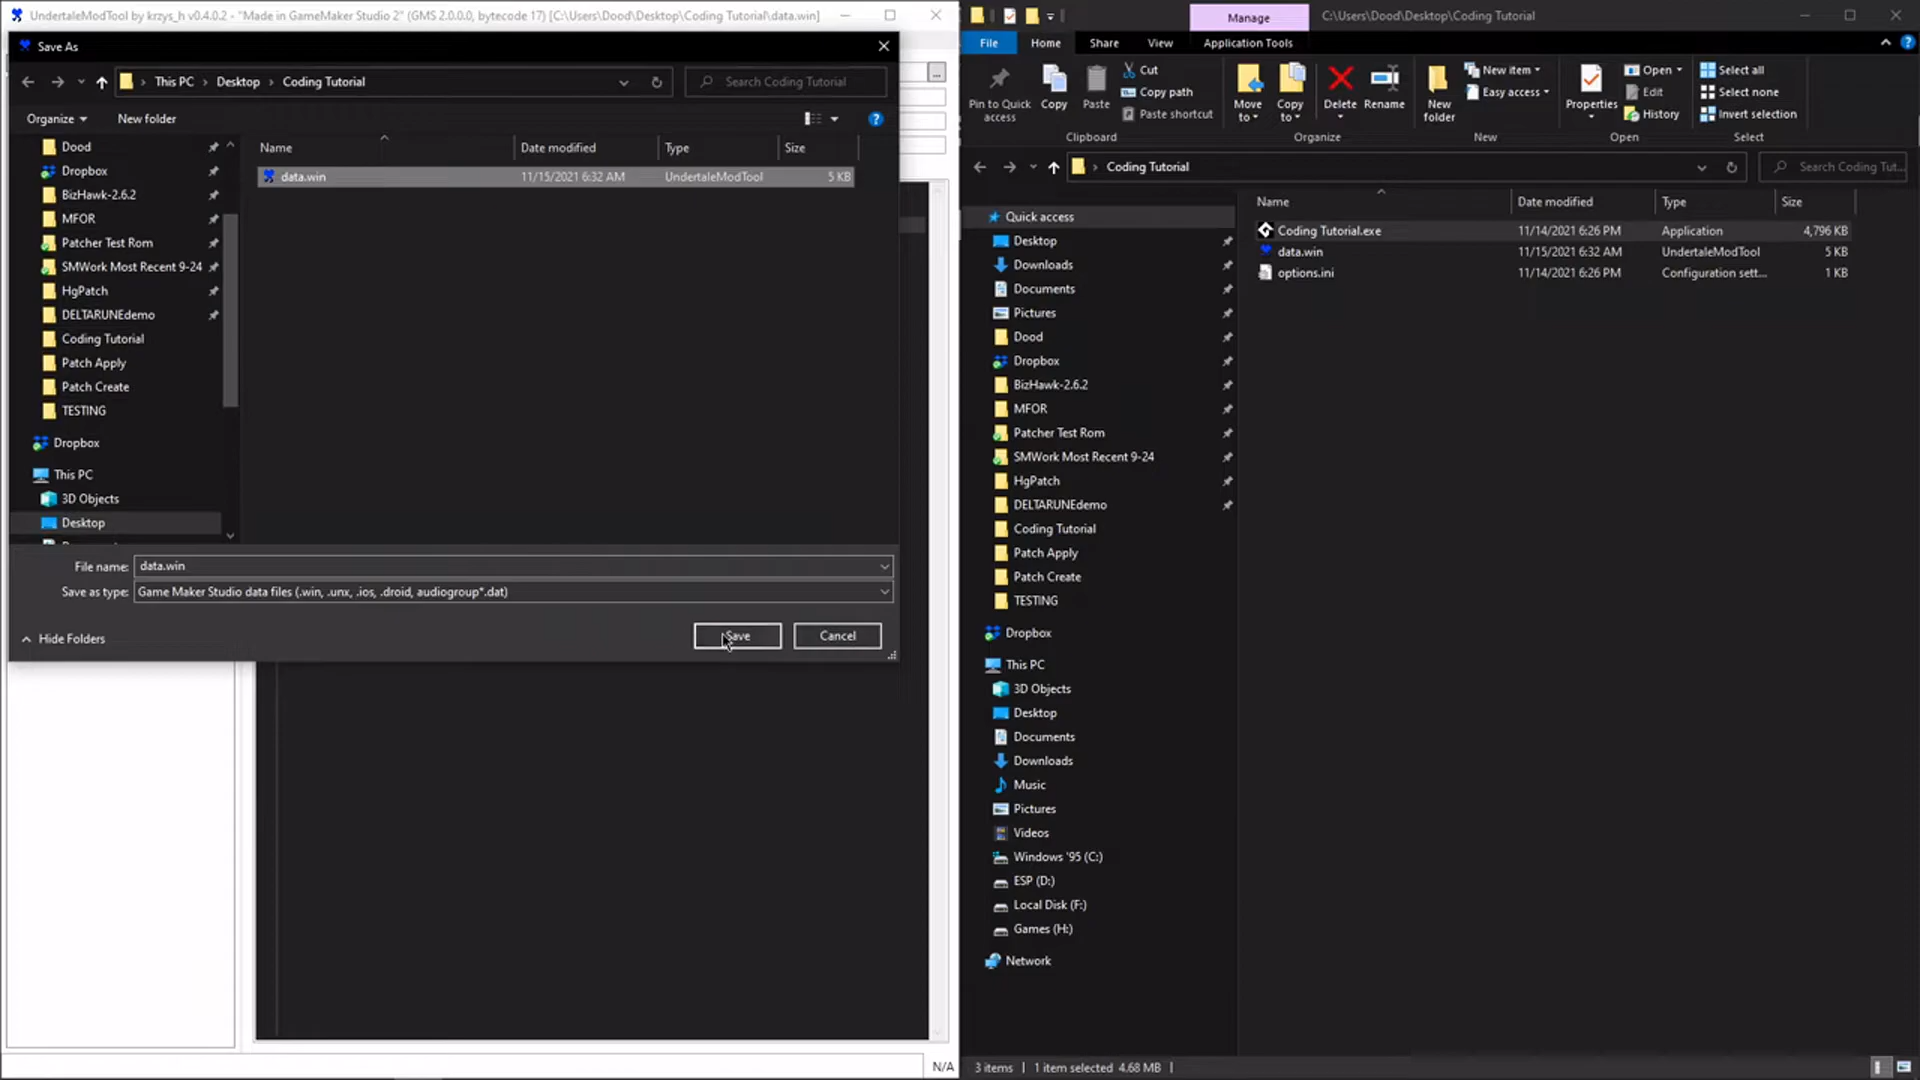 UndertaleModTool by krzys_h v0.4.0.2 - "Made in GameMaker Studio 2" (GMS 2.0.0.0, bytecode 17) [C:\Users\Dood\Desktop\Coding Tutorial\data.win]
Save As
This PC > Desktop > Coding Tutorial
Search Coding Tutorial
...
Organize
New folder
Name
Date modified
Type
Size
data.win
11/15/2021 6:32 AM
UndertaleModTool
5 KB
Dood
Dropbox
BizHawk-2.6.2
MFOR
Patcher Test Rom
SMWork Most Recent 9-24
HgPatch
DELTARUNEdemo
Coding Tutorial
Patch Apply
Patch Create
TESTING
Dropbox
This PC
3D Objects
Desktop
File name: data.win
Save as type: Game Maker Studio data files (.win, .unx, .ios, .droid, audiogroup*.dat)
Hide Folders
Save
Cancel
N/A
Manage
C:\Users\Dood\Desktop\Coding Tutorial
File
Home
Share
View
Application Tools
Pin to Quick
access
Copy
Paste
Cut
Copy path
Paste shortcut
Clipboard
Move
to
Copy
to
Delete
Rename
Organize
New
folder
New item
Easy access
New
Properties
Open
Edit
History
Open
Select all
Select none
Invert selection
Select
Coding Tutorial
Search Coding Tut...
Name
Date modified
Type
Size
Coding Tutorial.exe
11/14/2021 6:26 PM
Application
4,796 KB
data.win
11/15/2021 6:32 AM
UndertaleModTool
5 KB
options.ini
11/14/2021 6:26 PM
Configuration sett...
1 KB
Quick access
Desktop
Downloads
Documents
Pictures
Dood
Dropbox
BizHawk-2.6.2
MFOR
Patcher Test Rom
SMWork Most Recent 9-24
HgPatch
DELTARUNEdemo
Coding Tutorial
Patch Apply
Patch Create
TESTING
Dropbox
This PC
3D Objects
Desktop
Documents
Downloads
Music
Pictures
Videos
Windows '95 (C:)
ESP (D:)
Local Disk (F:)
Games (H:)
Network
3 items
1 item selected 4.68 MB